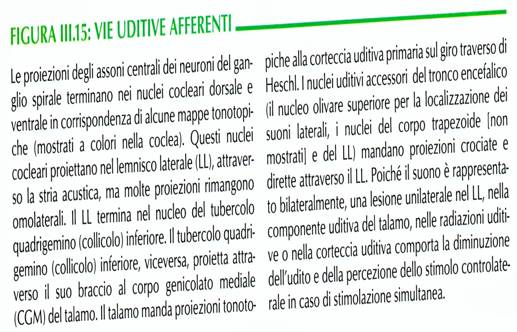 FIGURA III.15: VIE UDITIVE AFFERENTI
Le proiezioni degli assoni centrali dei neuroni del gan-
glio spirale terminano nei nuclei cocleari dorsale e
ventrale in corrispondenza di alcune mappe tonotopi-
che (mostrati a colori nella coclea). Questi nuclei
cocleari proiettano nel lemnisco laterale (LL), attraver-
so la stria acustica, ma molte proiezioni rimangono
omolaterali. Il LL termina nel nucleo del tubercolo
quadrigemino (collicolo) inferiore. Il tubercolo quadri-
gemino (collicolo) inferiore, viceversa, proietta attra-
verso il suo braccio al corpo genicolato mediale
(CGM) del talamo. Il talamo manda proiezioni tonoto-
piche alla corteccia uditiva primaria sul giro traverso di
Heschl. I nuclei uditivi accessori del tronco encefalico
(il nucleo olivare superiore per la localizzazione dei
suoni laterali, i nuclei del corpo trapezoide [non
mostrati] e del LL) mandano proiezioni crociate e
dirette attraverso il LL. Poiché il suono è rappresenta-
to bilateralmente, una lesione unilaterale nel LL, nella
componente uditiva del talamo, nelle radiazioni uditi-
ve o nella corteccia uditiva comporta la diminuzione
dell'udito e della percezione dello stimolo controlate-
rale in caso di stimolazione simultanea.